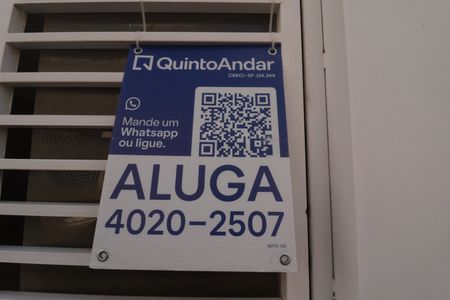 QuintoAndar
CRECI-SP J24.344
Mande um
Whatsapp
ou ligue.
ALUGA
4020-2507